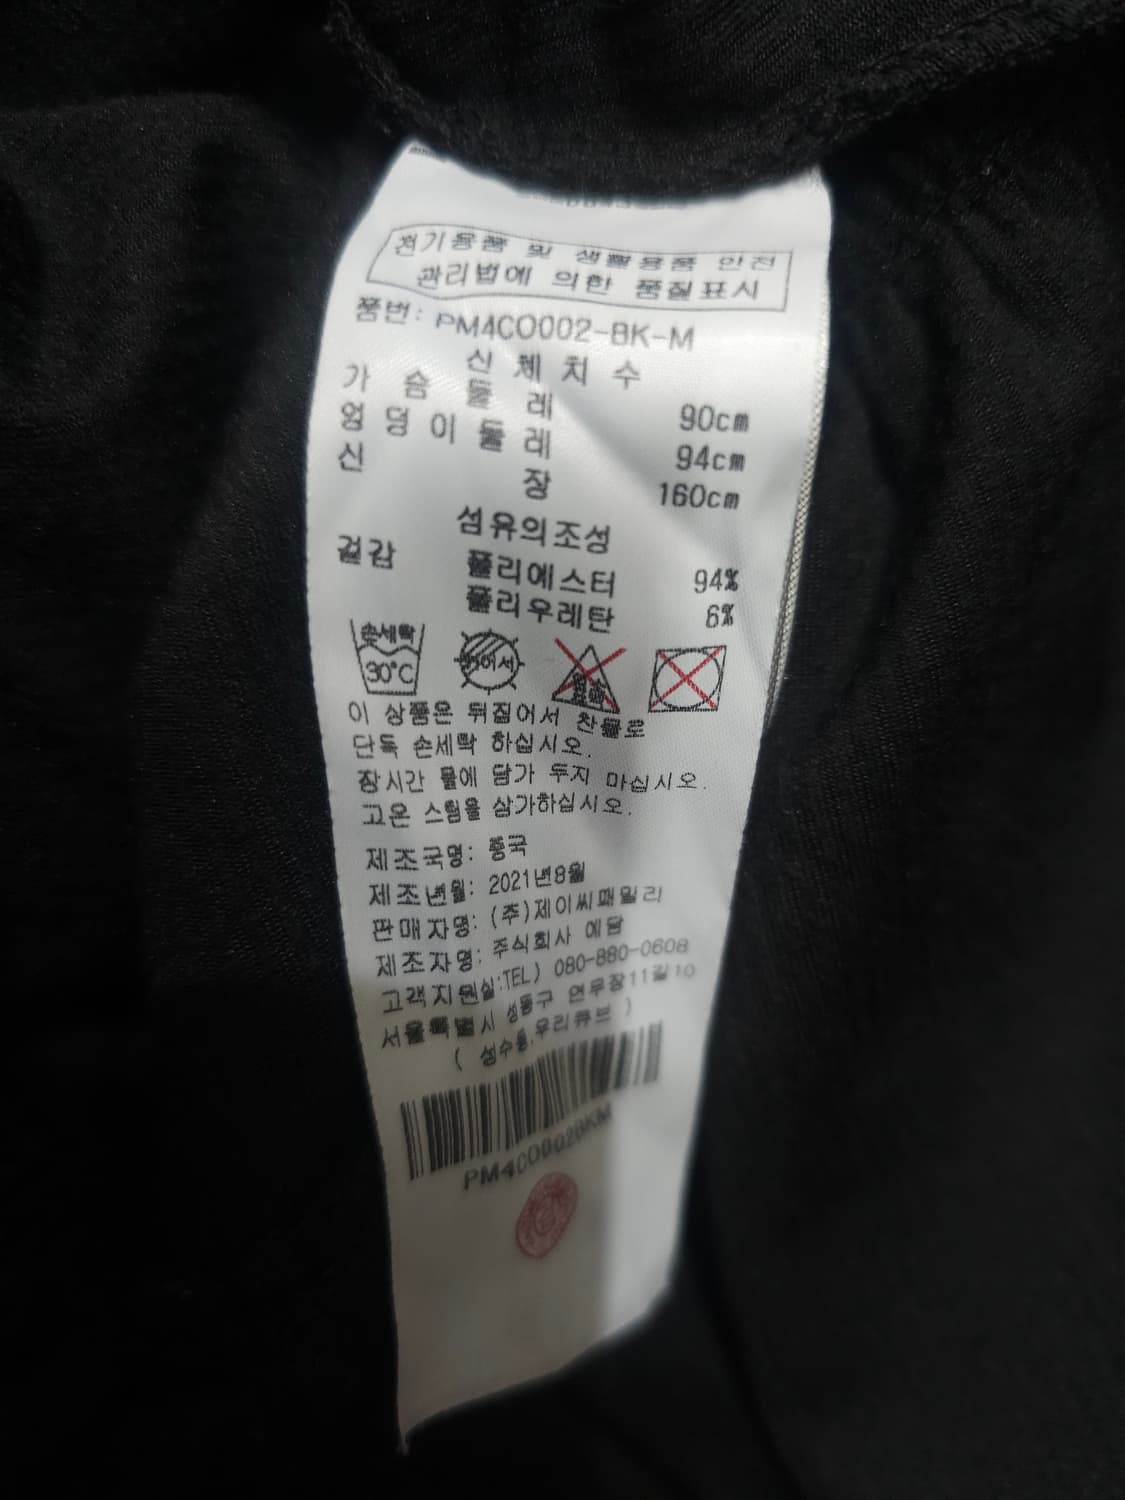 전기용품 및 생활용품 안전
관리법에 의한 품질표시
품번: PM4CO002-BK-M
신체치수
가슴둘레 90cm
엉덩이둘레 94cm
신장 160cm
섬유의조성
겉감 폴리에스터 94%
폴리우레탄 6%
손세탁 30°C 뉘어서 염소
이 상품은 뒤집어서 찬물로
단독 손세탁 하십시오.
장시간 물에 담가 두지 마십시오.
고온 스팀을 삼가하십시오.
제조국명: 중국
제조년월: 2021년8월
판매자명: (주)제이씨패밀리
제조자명: 주식회사 에담
고객지원실:TEL) 080-880-0608
서울특별시 성동구 연무장11길10
( 성수동,우리큐브 )
PM4CO002BKM